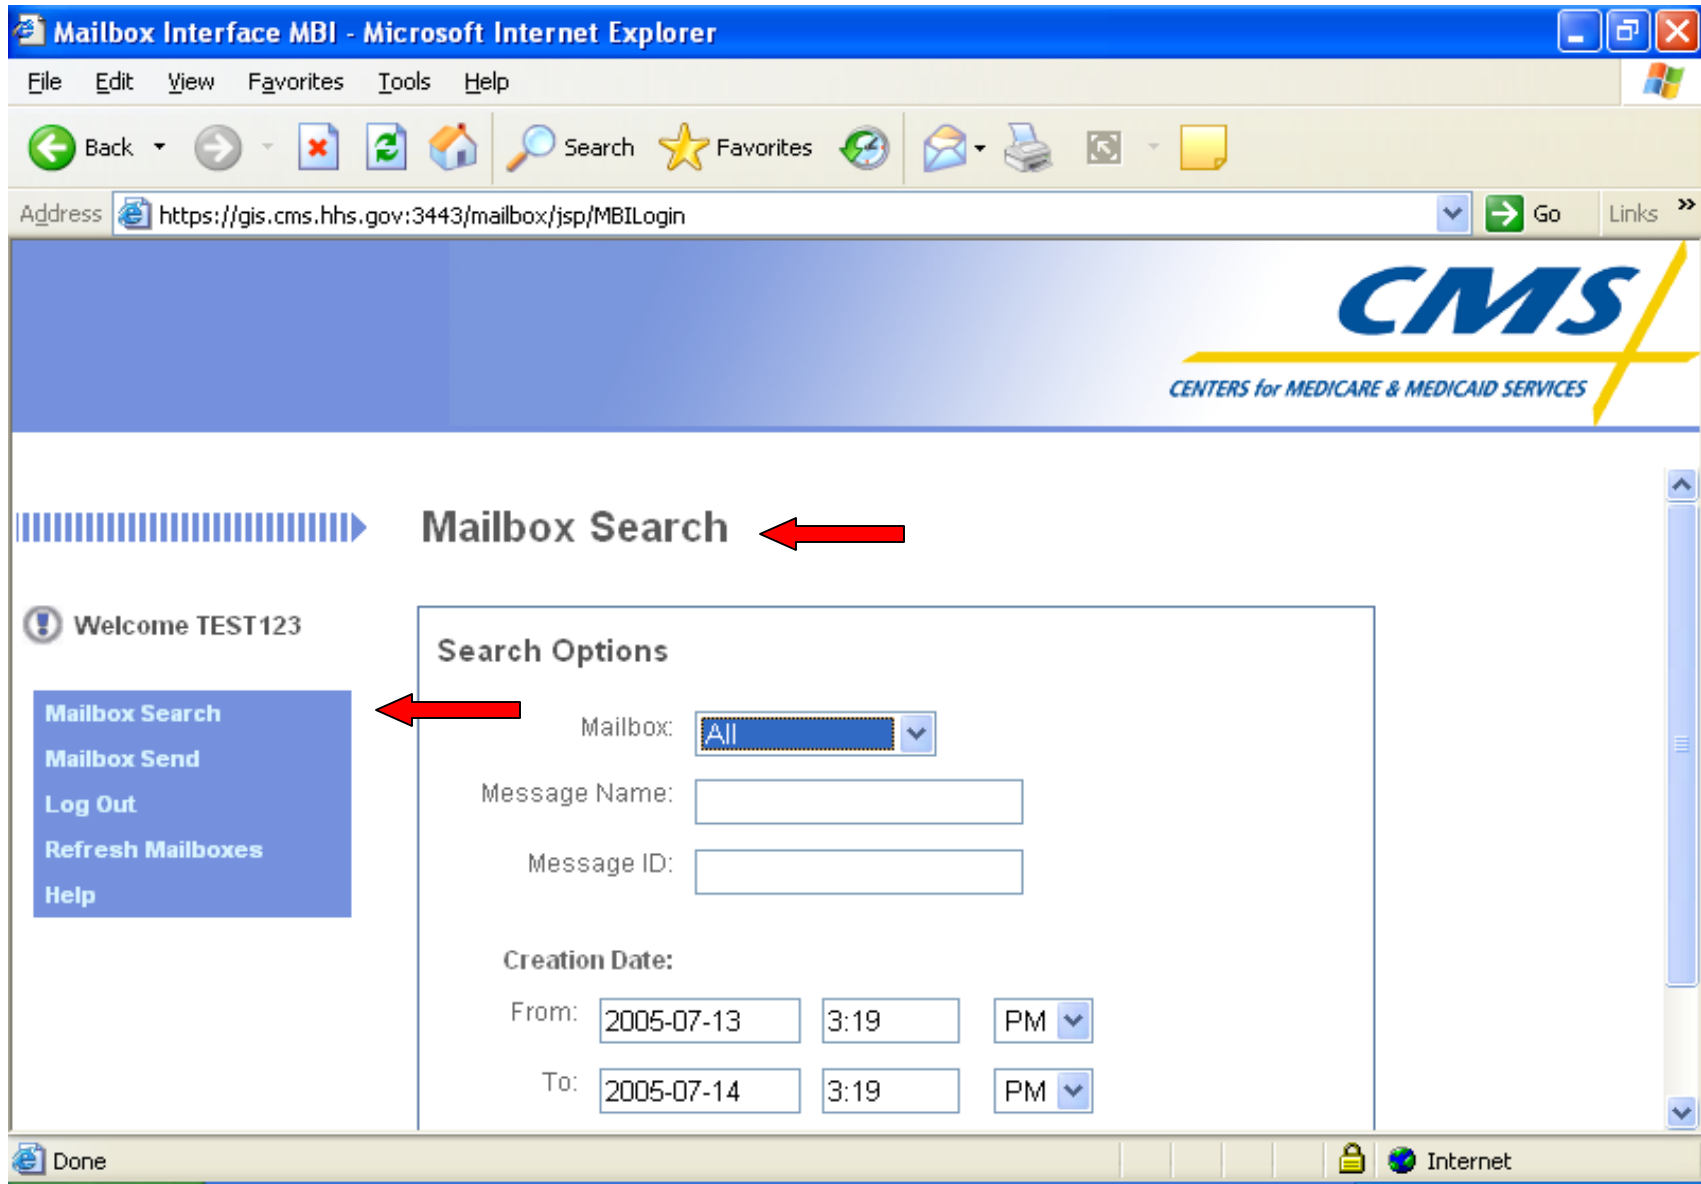 Mailbox Interface MBI - Microsoft Internet Explorer
File Edit View Favorites Tools Help
Back Search Favorites
Address https://gis.cms.hhs.gov:3443/mailbox/jsp/MBILogin Go Links »
CMS
CENTERS for MEDICARE & MEDICAID SERVICES
Mailbox Search
Welcome TEST123
Mailbox Search
Mailbox Send
Log Out
Refresh Mailboxes
Help
Search Options
Mailbox: All
Message Name:
Message ID:
Creation Date:
From: 2005-07-13 3:19 PM
To: 2005-07-14 3:19 PM
Done Internet